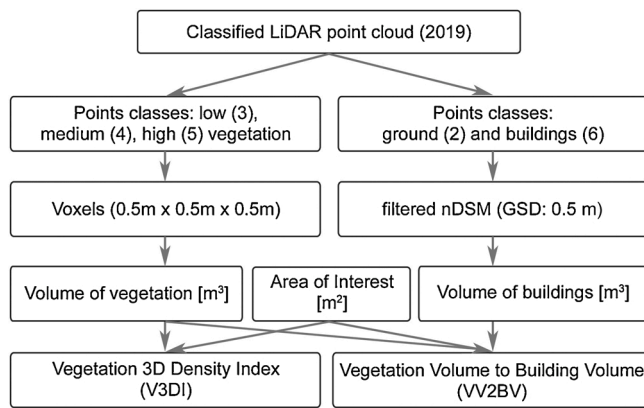 Classified LiDAR point cloud (2019)
Points classes: low (3),
medium (4), high (5) vegetation
Points classes:
ground (2) and buildings (6)
Voxels (0.5m x 0.5m x 0.5m)
filtered nDSM (GSD: 0.5 m)
Volume of vegetation [m³]
Area of Interest
[m²]
Volume of buildings [m³]
Vegetation 3D Density Index
(V3DI)
Vegetation Volume to Building Volume
(VV2BV)